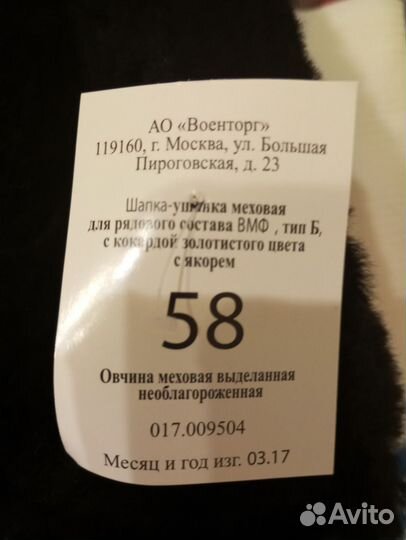 АО «Военторг»
119160, г. Москва, ул. Большая
Пироговская, д. 23
Шапка-ушанка меховая
для рядового состава ВМФ , тип Б,
с кокардой золотистого цвета
с якорем
58
Овчина меховая выделанная
необлагороженная
017.009504
Месяц и год изг. 03.17
Avito